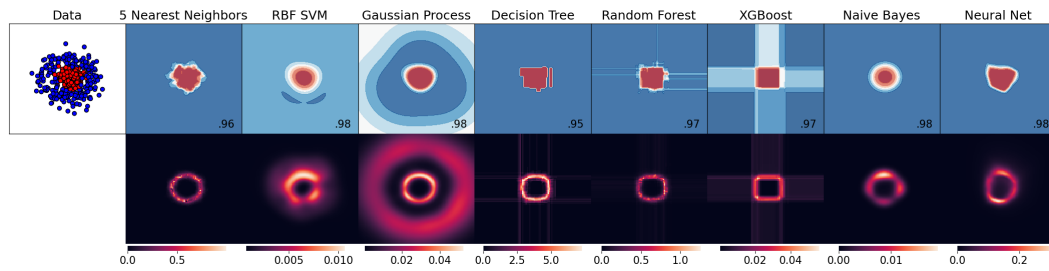 Data 5 Nearest Neighbors RBF SVM Gaussian Process Decision Tree Random Forest XGBoost Naive Bayes Neural Net
.96 .98 .98 .95 .97 .97 .98 .98
0.0 0.5 0.005 0.010 0.02 0.04 0.0 2.5 5.0 0.0 0.5 1.0 0.02 0.04 0.00 0.01 0.0 0.2